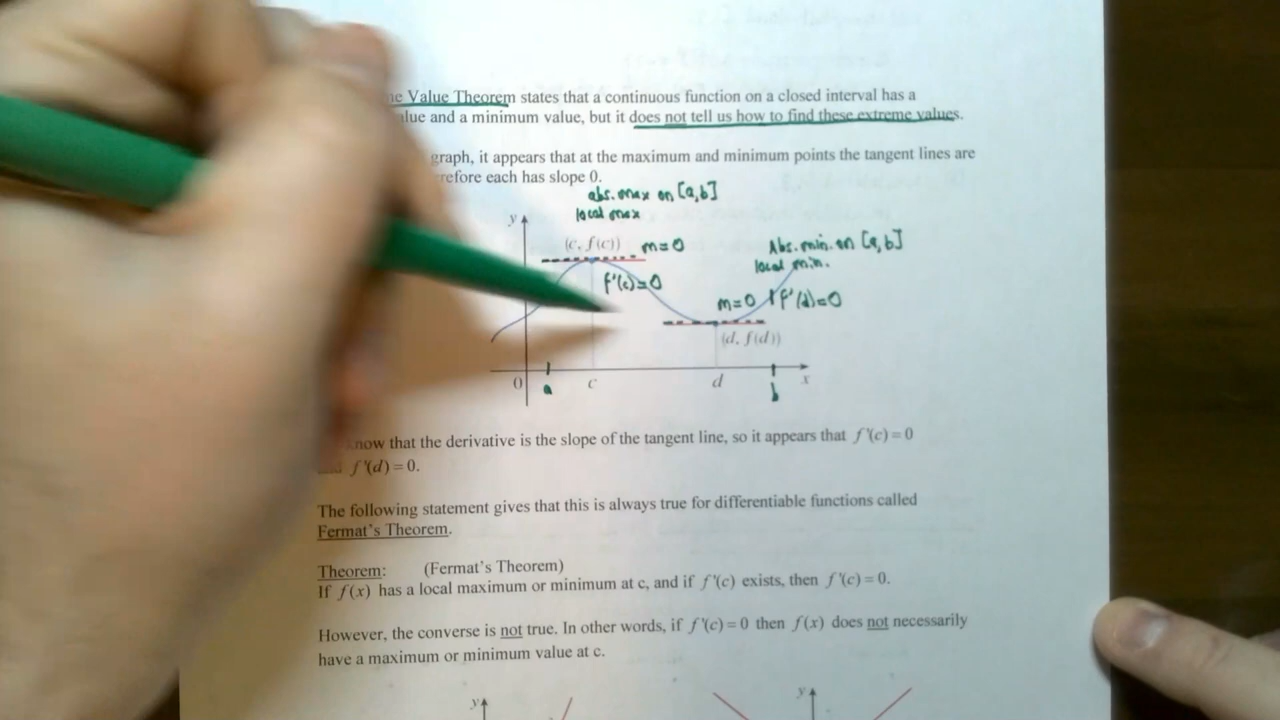 Value Theorem states that a continuous function on a closed interval has a
and a minimum value, but it does not tell us how to find these extreme values.
graph, it appears that at the maximum and minimum points the tangent lines are
each has slope 0.
abs. max on [a,b]
local max
y
(c, f(c)) m=0
Abs. min. on [a,b]
local min.
f'(c)=0
m=0 f'(d)=0
(d, f(d))
0 a c d b x
that the derivative is the slope of the tangent line, so it appears that f'(c) = 0
f'(d) = 0.
The following statement gives that this is always true for differentiable functions called
Fermat's Theorem.
Theorem: (Fermat's Theorem)
If f(x) has a local maximum or minimum at c, and if f'(c) exists, then f'(c) = 0.
However, the converse is not true. In other words, if f'(c) = 0 then f(x) does not necessarily
have a maximum or minimum value at c.
y y